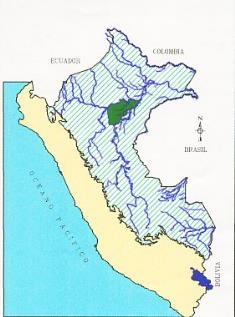 COLOMBIA
ECUADOR
N
BRASIL
OCEANO PACIFICO
BOLIVIA